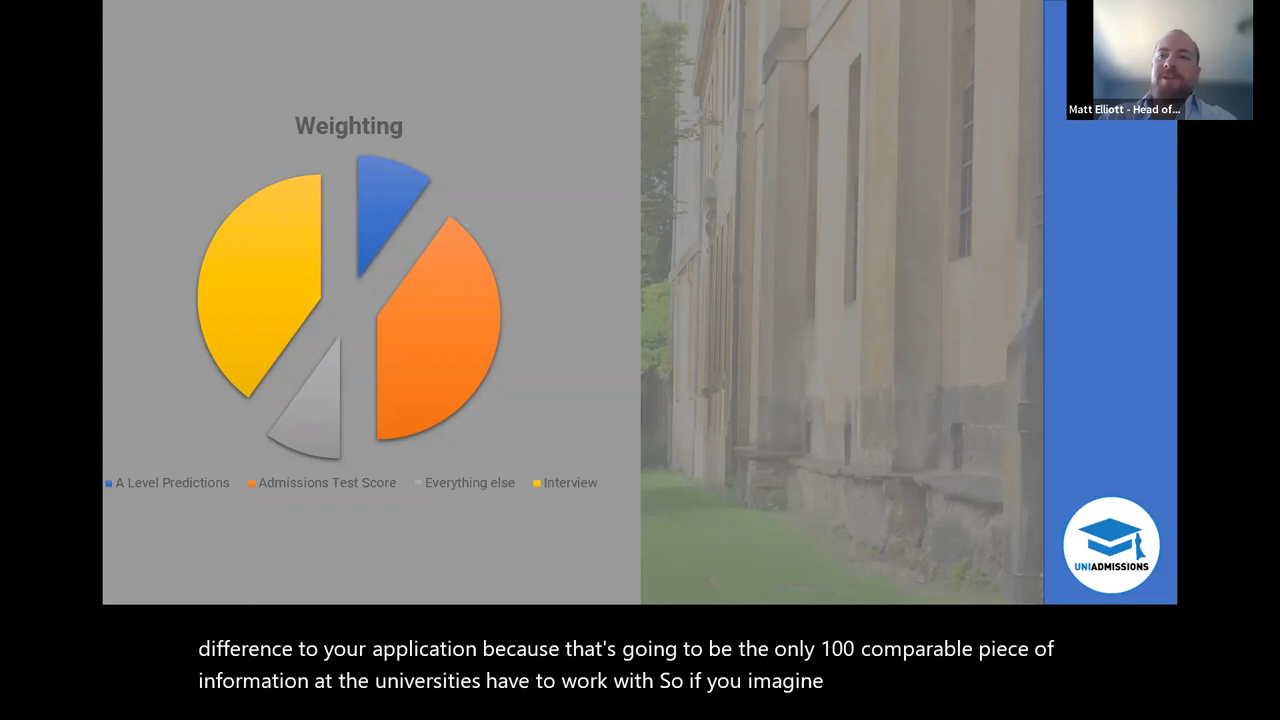 Matt Elliott - Head of...
Weighting
A Level Predictions Admissions Test Score Everything else Interview
UNIADMISSIONS
difference to your application because that's going to be the only 100 comparable piece of
information at the universities have to work with So if you imagine